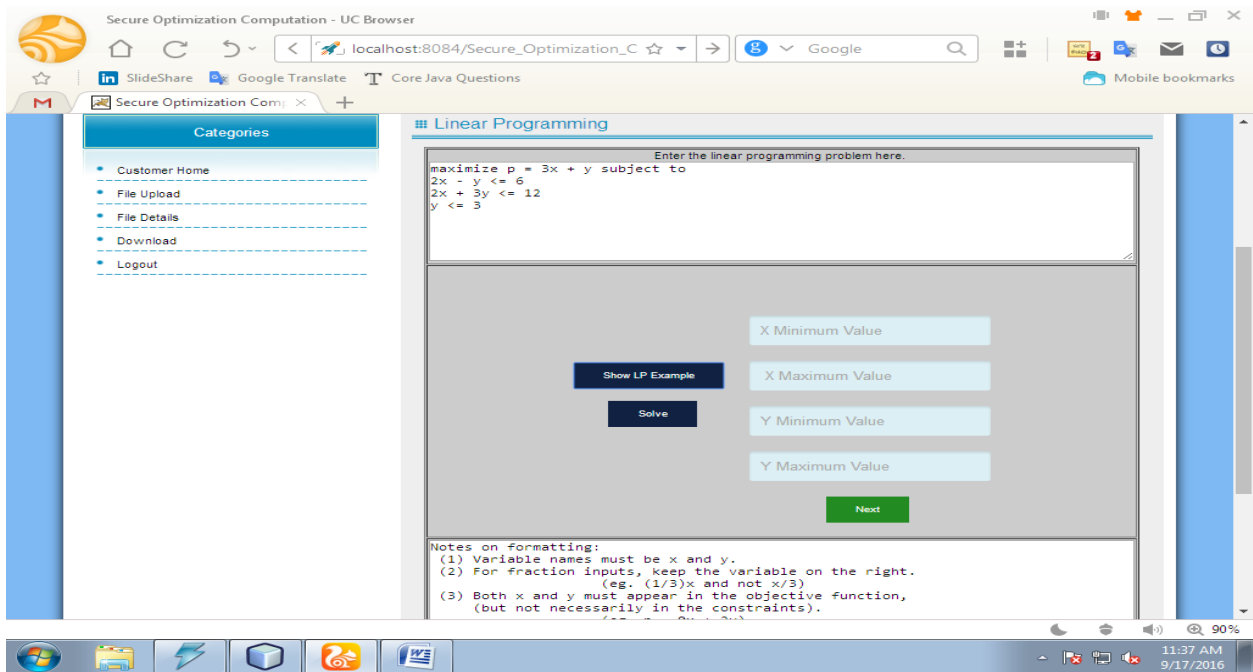 Secure Optimization Computation - UC Browser
localhost:8084/Secure_Optimization_C
Google
SlideShare Google Translate Core Java Questions Mobile bookmarks
Secure Optimization Com
Categories
Customer Home
File Upload
File Details
Download
Logout
Linear Programming
Enter the linear programming problem here.
maximize p = 3x + y subject to
2x - y <= 6
2x + 3y <= 12
y <= 3
X Minimum Value
Show LP Example
X Maximum Value
Solve
Y Minimum Value
Y Maximum Value
Next
Notes on formatting:
(1) Variable names must be x and y.
(2) For fraction inputs, keep the variable on the right.
(eg. (1/3)x and not x/3)
(3) Both x and y must appear in the objective function,
(but not necessarily in the constraints).
90%
11:37 AM
9/17/2016